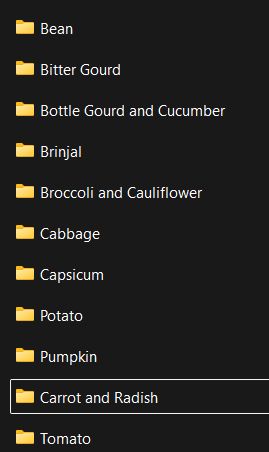 Bean
Bitter Gourd
Bottle Gourd and Cucumber
Brinjal
Broccoli and Cauliflower
Cabbage
Capsicum
Potato
Pumpkin
Carrot and Radish
Tomato